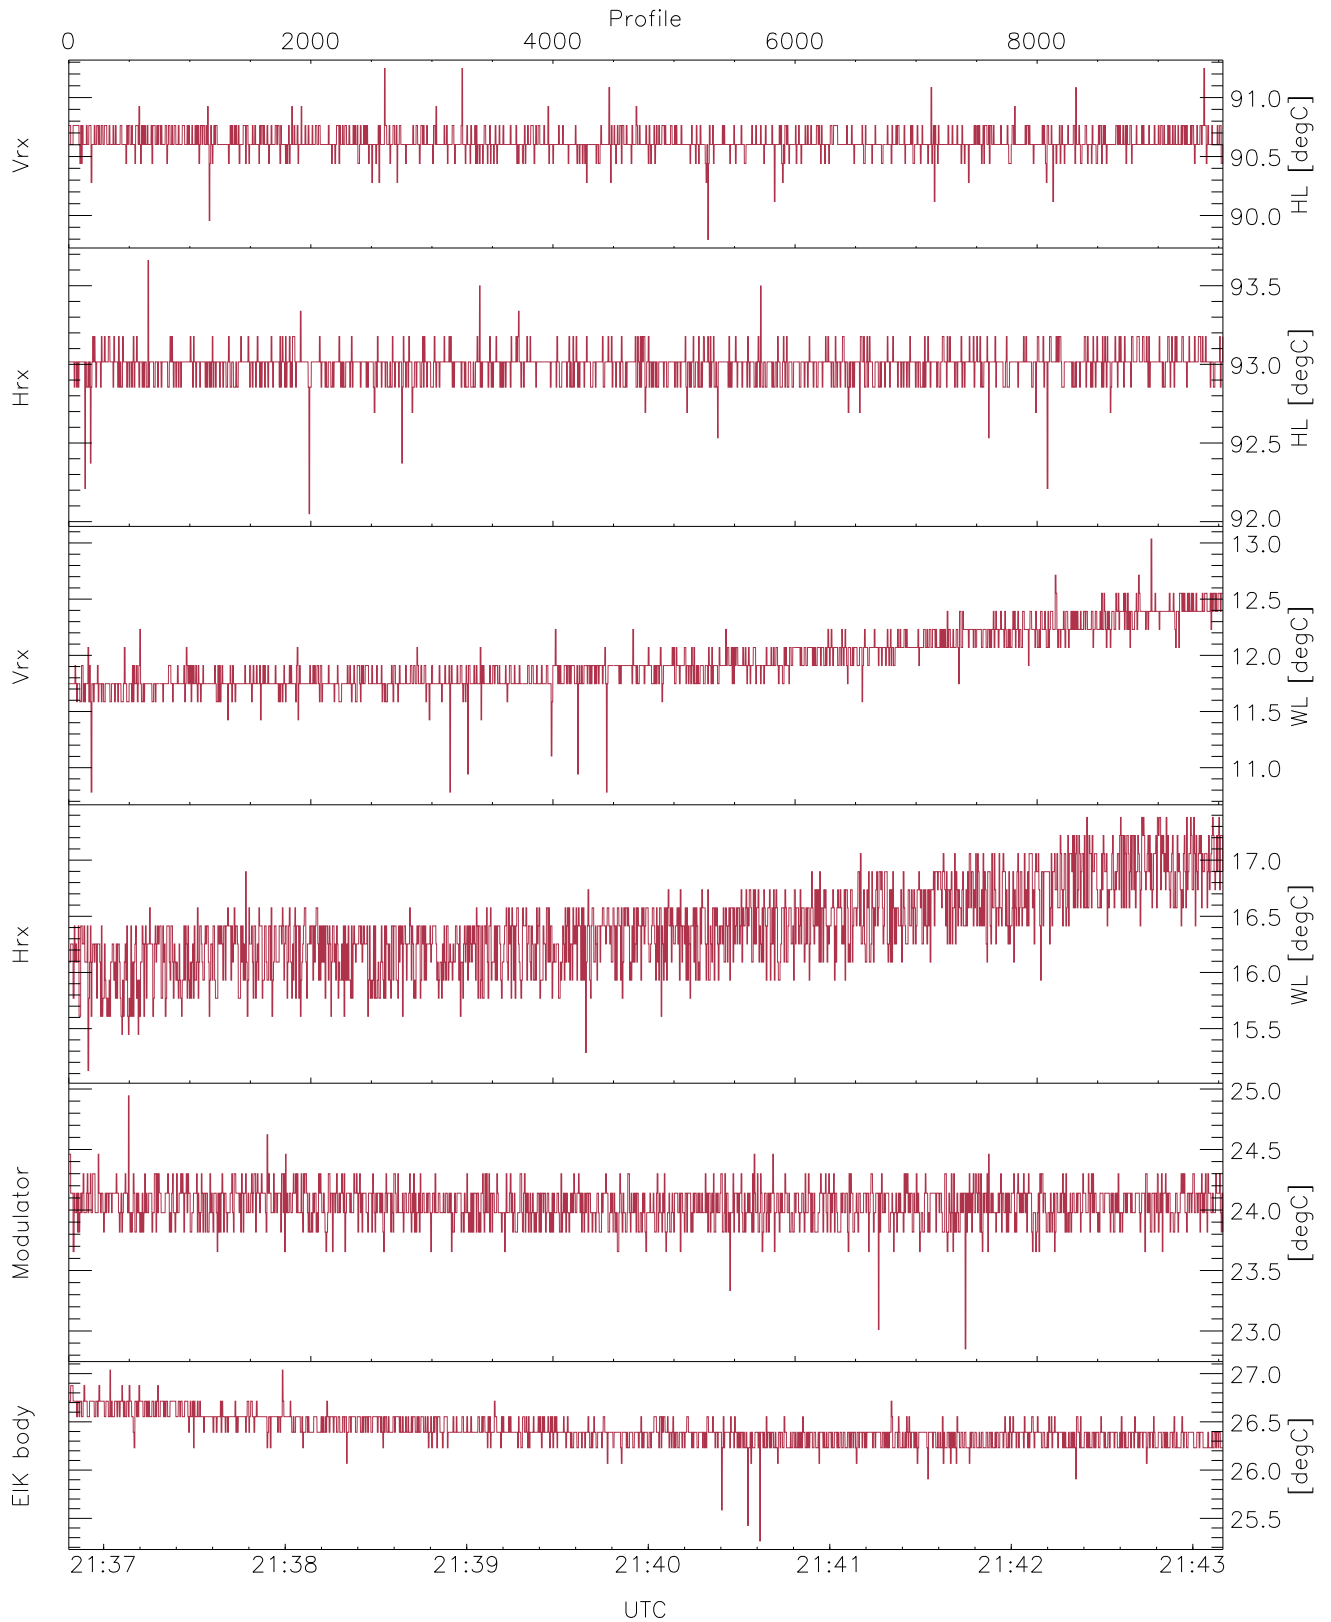 Profile
0 2000 4000 6000 8000
Vrx
91.0
90.5
90.0
HL [degC]
Hrx
93.5
93.0
92.5
92.0
HL [degC]
Vrx
13.0
12.5
12.0
11.5
11.0
WL [degC]
Hrx
17.0
16.5
16.0
15.5
WL [degC]
Modulator
25.0
24.5
24.0
23.5
23.0
[degC]
EIK body
27.0
26.5
26.0
25.5
[degC]
21:37 21:38 21:39 21:40 21:41 21:42 21:43
UTC